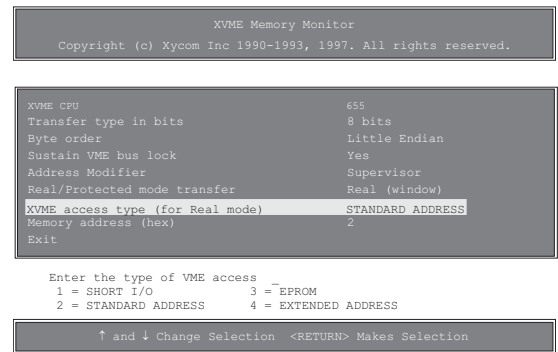 XVME Memory Monitor
Copyright (c) Xycom Inc 1990-1993, 1997. All rights reserved.
XVME CPU 655
Transfer type in bits 8 bits
Byte order Little Endian
Sustain VME bus lock Yes
Address Modifier Supervisor
Real/Protected mode transfer Real (window)
XVME access type (for Real mode) STANDARD ADDRESS
Memory address (hex) 2
Exit
Enter the type of VME access _
1 = SHORT I/O 3 = EPROM
2 = STANDARD ADDRESS 4 = EXTENDED ADDRESS
↑ and ↓ Change Selection <RETURN> Makes Selection